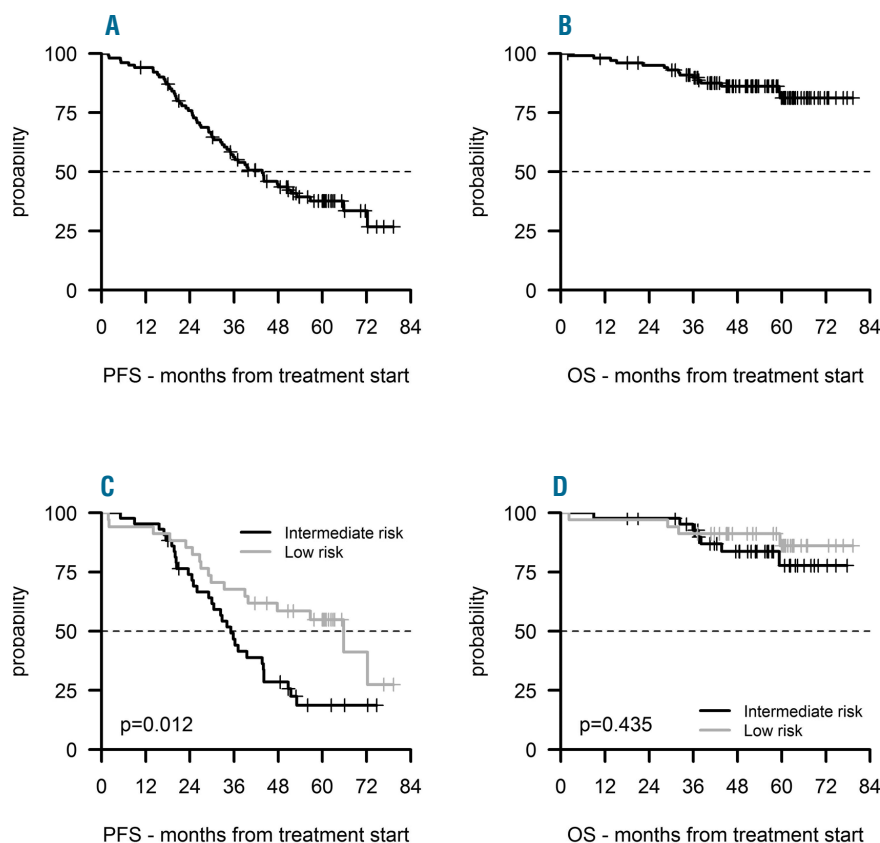 A
100
75
50
25
0
probability
0 12 24 36 48 60 72 84
PFS - months from treatment start
B
100
75
50
25
0
probability
0 12 24 36 48 60 72 84
OS - months from treatment start
C
100
75
50
25
0
probability
Intermediate risk
Low risk
p=0.012
0 12 24 36 48 60 72 84
PFS - months from treatment start
D
100
75
50
25
0
probability
Intermediate risk
Low risk
p=0.435
0 12 24 36 48 60 72 84
OS - months from treatment start